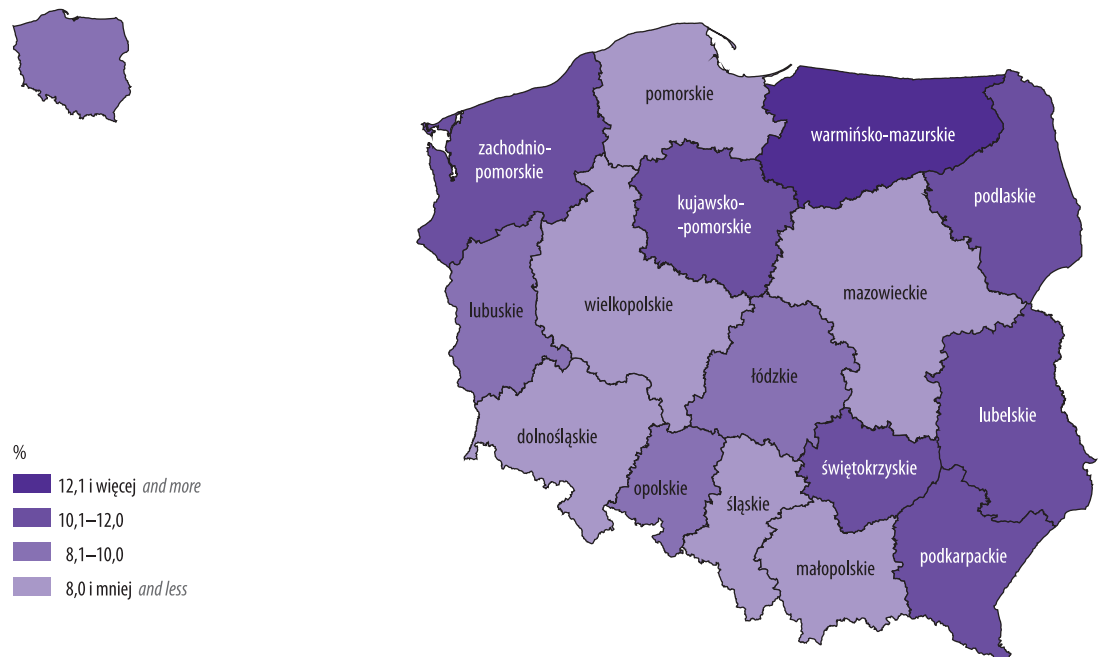 pomorskie
warmińsko-mazurskie
zachodnio-
pomorskie
podlaskie
kujawsko-
-pomorskie
mazowieckie
lubuskie
wielkopolskie
łódzkie
lubelskie
dolnośląskie
świętokrzyskie
opolskie
śląskie
podkarpackie
małopolskie
%
12,1 i więcej and more
10,1–12,0
8,1–10,0
8,0 i mniej and less